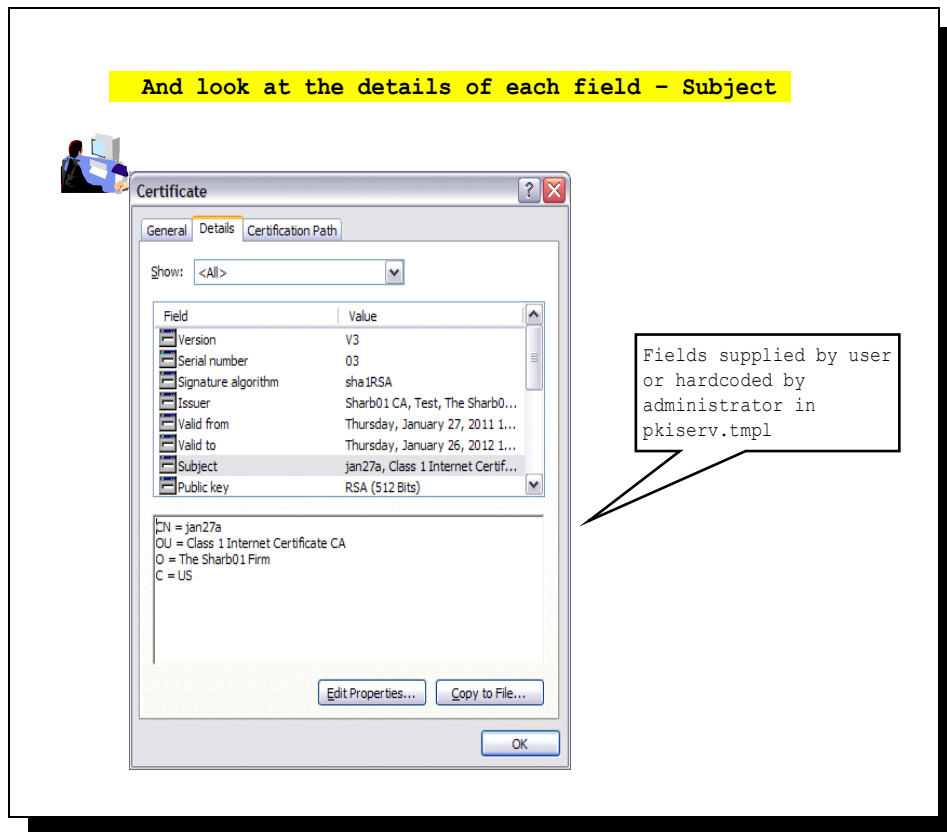 And look at the details of each field – Subject
Certificate
General Details Certification Path
Show: <All>
Field Value
Version V3
Serial number 03
Signature algorithm sha1RSA
Issuer Sharb01 CA, Test, The Sharb0...
Valid from Thursday, January 27, 2011 1...
Valid to Thursday, January 26, 2012 1...
Subject jan27a, Class 1 Internet Certif...
Public key RSA (512 Bits)
CN = jan27a
OU = Class 1 Internet Certificate CA
O = The Sharb01 Firm
C = US
Edit Properties... Copy to File...
OK
Fields supplied by user
or hardcoded by
administrator in
pkiserv.tmpl